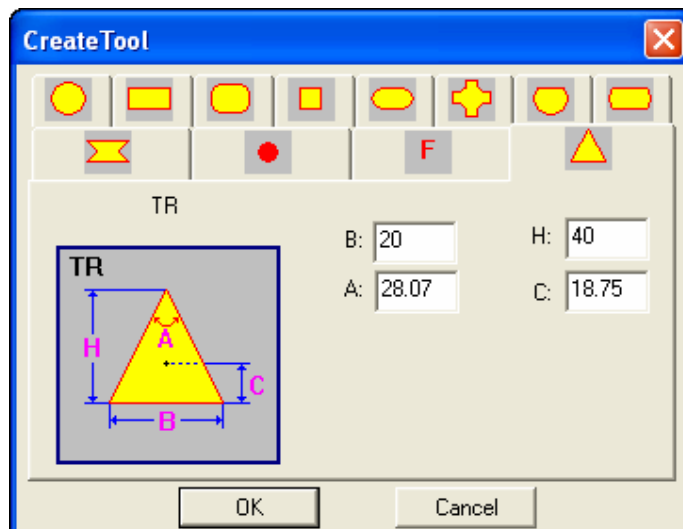 CreateTool
F
TR
B: 20 H: 40
A: 28.07 C: 18.75
TR
A
H
C
B
OK Cancel